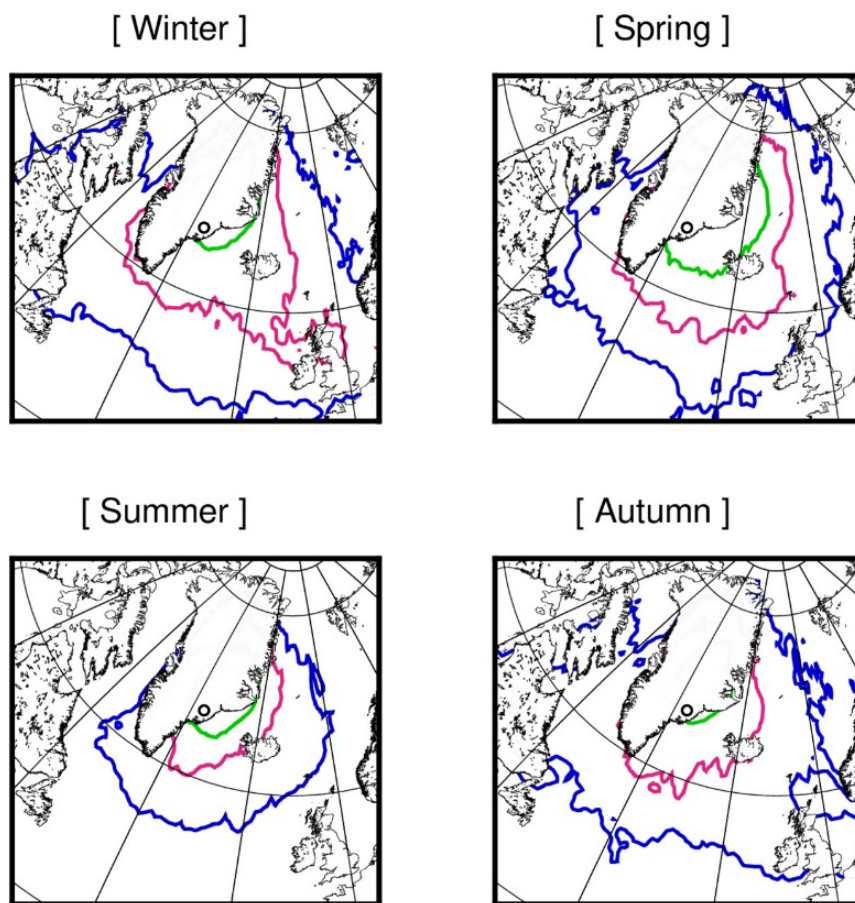 [ Winter ]
[ Spring ]
[ Summer ]
[ Autumn ]